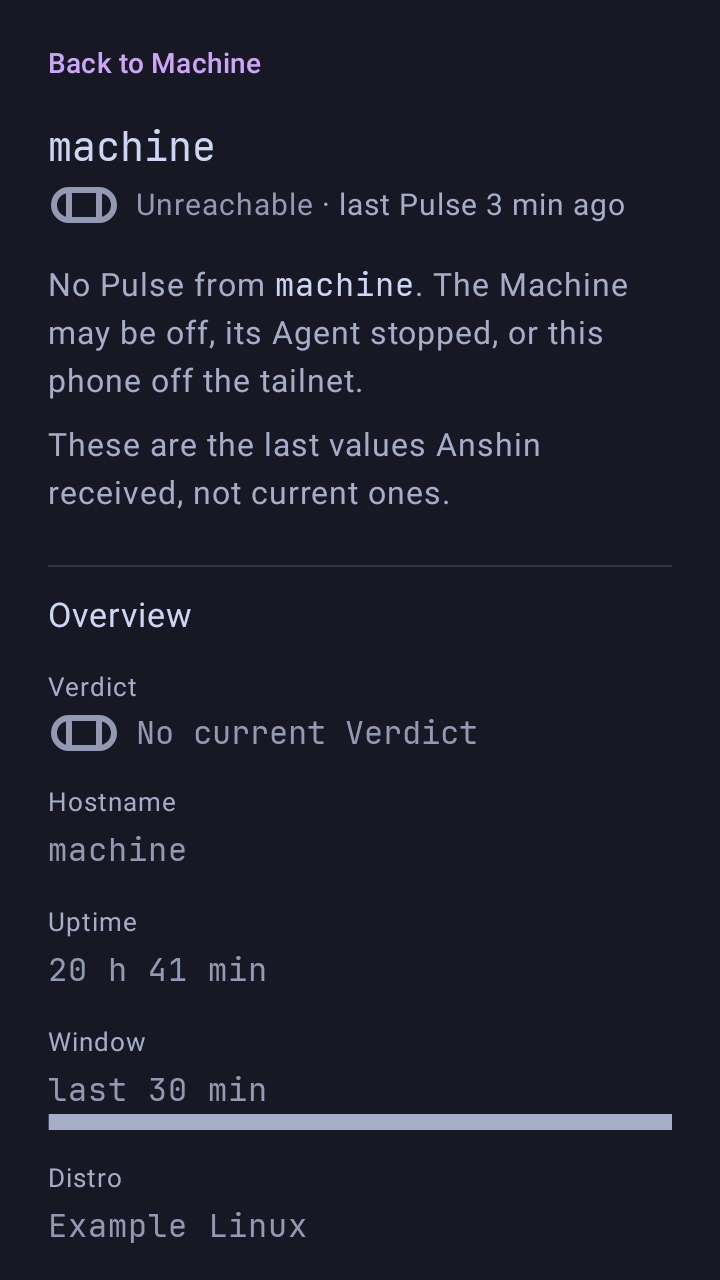 Back to Machine
machine
Unreachable · last Pulse 3 min ago
No Pulse from machine. The Machine
may be off, its Agent stopped, or this
phone off the tailnet.
These are the last values Anshin
received, not current ones.
Overview
Verdict
No current Verdict
Hostname
machine
Uptime
20 h 41 min
Window
last 30 min
Distro
Example Linux